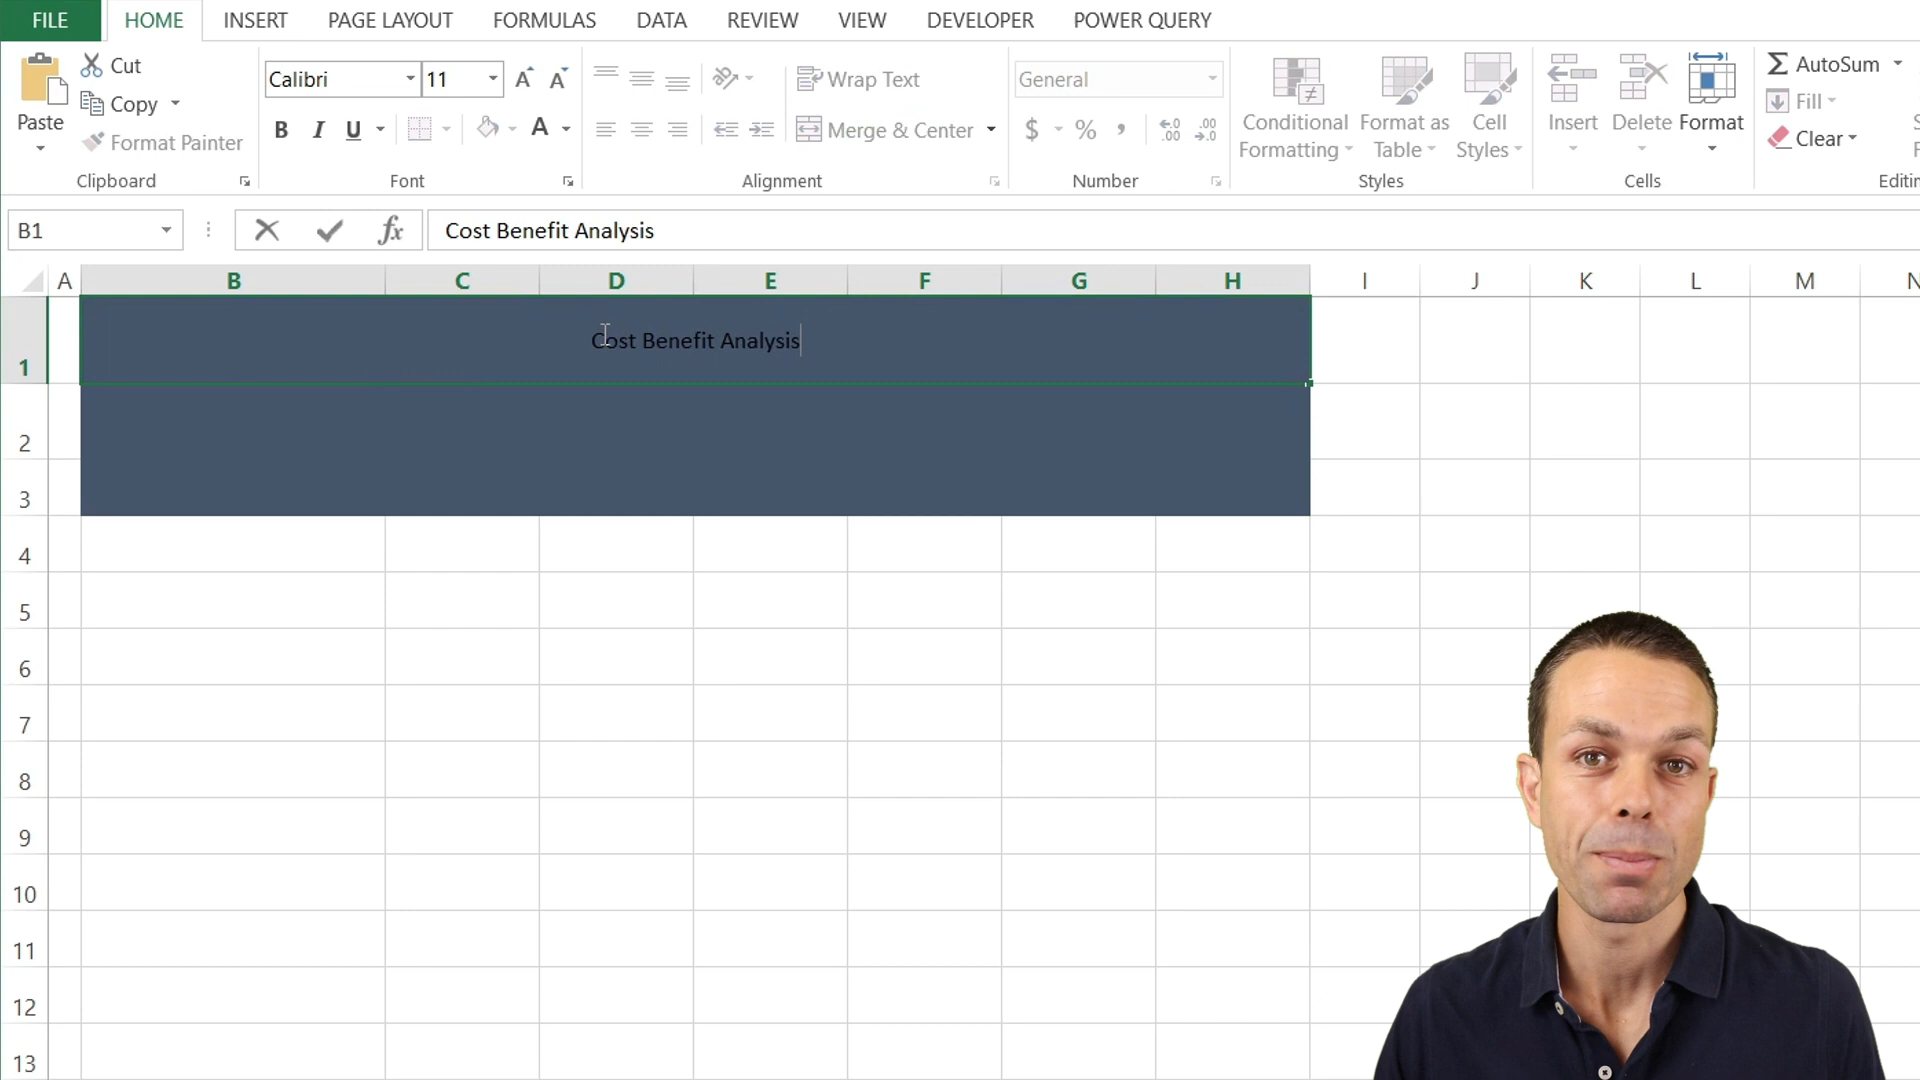 FILE HOME INSERT PAGE LAYOUT FORMULAS DATA REVIEW VIEW DEVELOPER POWER QUERY
Paste
Cut
Copy
Format Painter
Clipboard
Calibri 11
B I U A
Font
Wrap Text
Merge & Center
Alignment
General
$ % ,
Number
Conditional Formatting
Format as Table
Cell Styles
Styles
Insert Delete Format
Cells
AutoSum
Fill
Clear
Editin
B1 fx Cost Benefit Analysis
A B C D E F G H I J K L M N
1 Cost Benefit Analysis
2
3
4
5
6
7
8
9
10
11
12
13